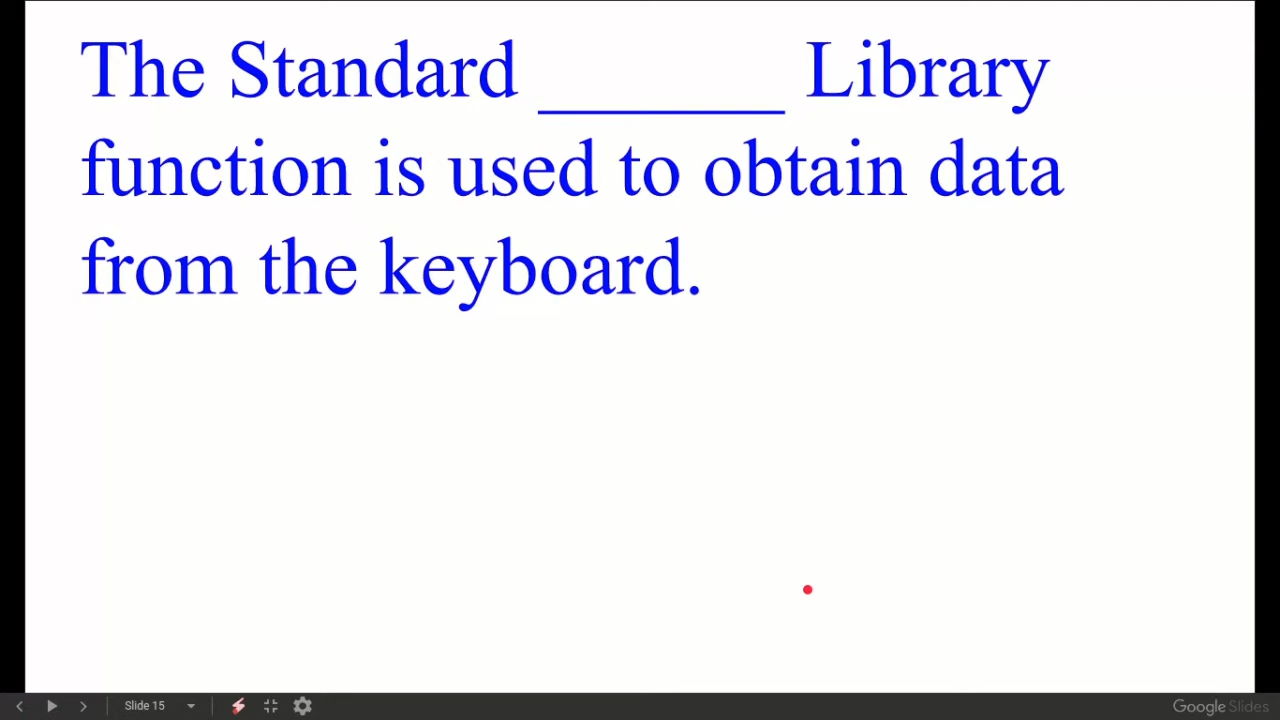 The Standard _______ Library
function is used to obtain data
from the keyboard.
Slide 15
Google Slides